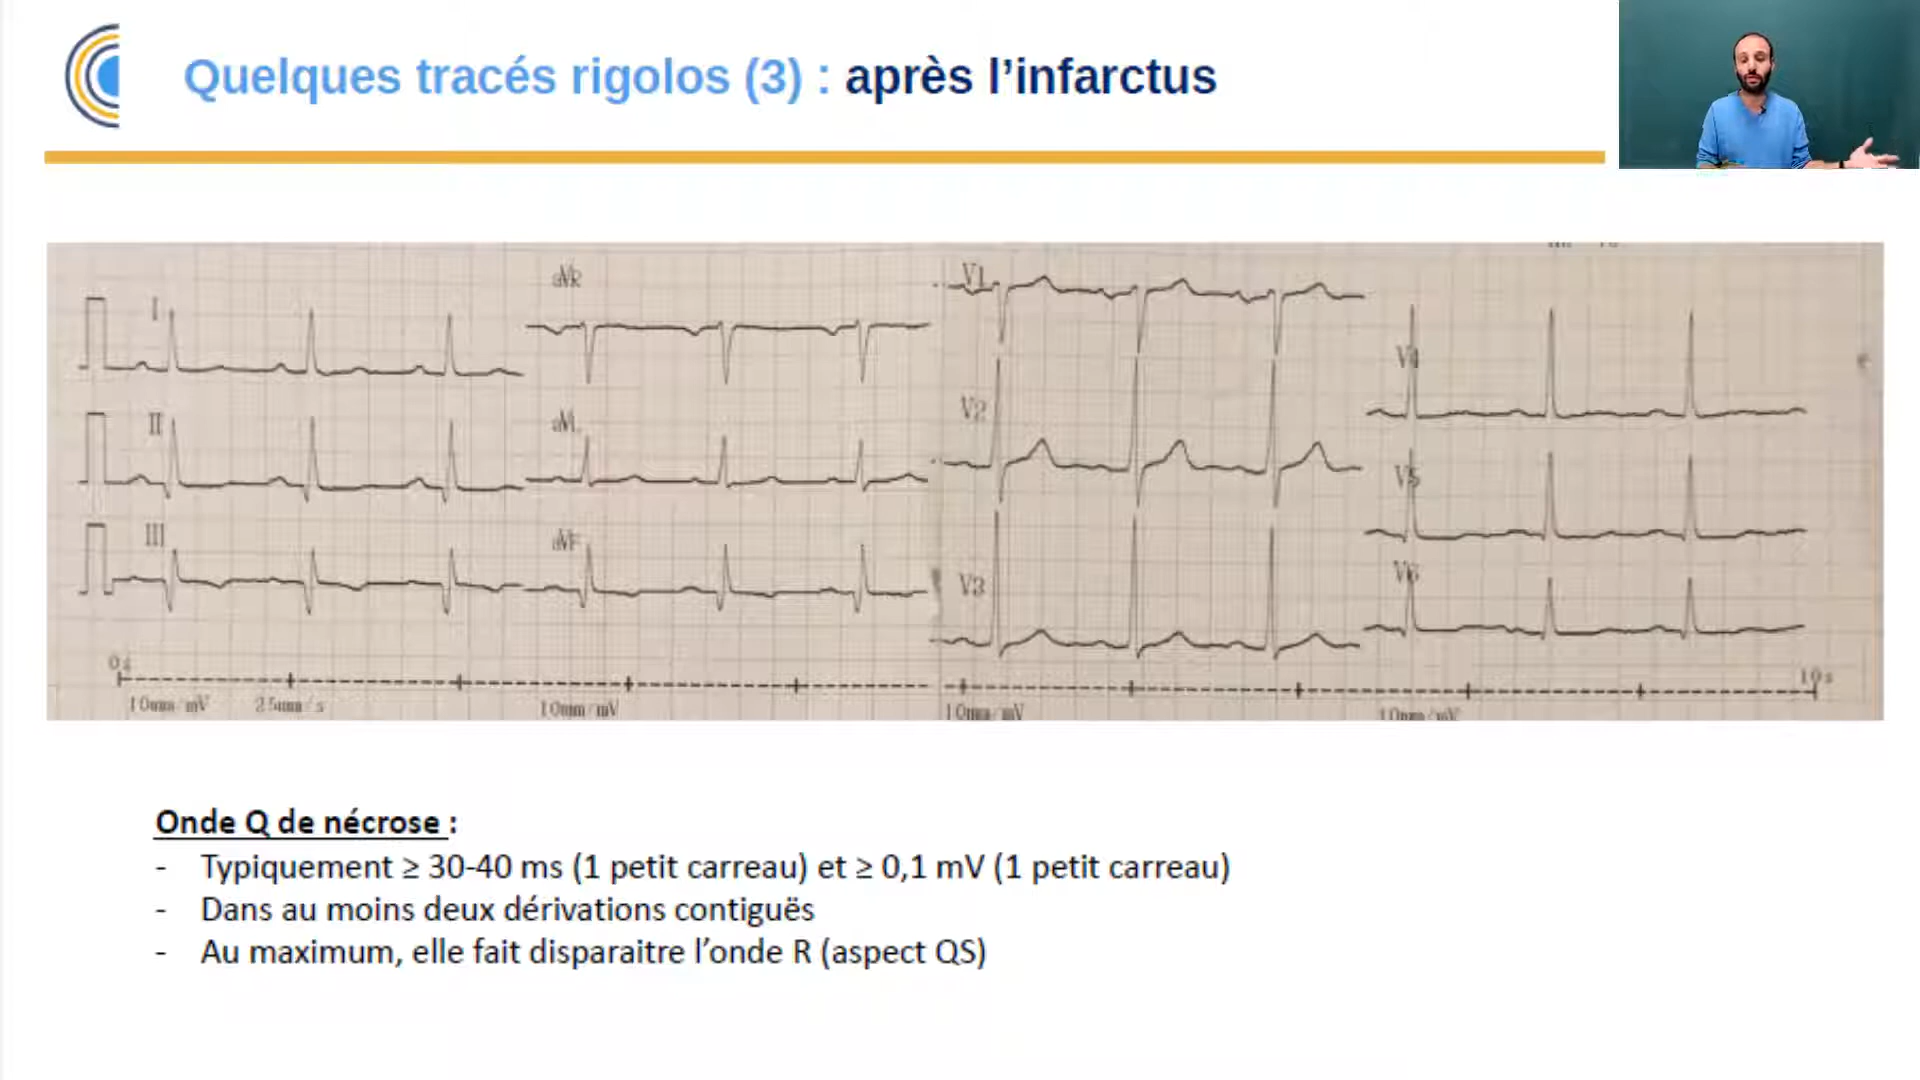 Quelques tracés rigolos (3) : après l’infarctus
I
aVR
V1
V4
II
aVL
V2
V5
III
aVF
V3
V6
0s
10s
10mm/mV 25mm/s 10mm/mV 10mm/mV 10mm/mV
Onde Q de nécrose :
- Typiquement ≥ 30-40 ms (1 petit carreau) et ≥ 0,1 mV (1 petit carreau)
- Dans au moins deux dérivations contiguës
- Au maximum, elle fait disparaitre l’onde R (aspect QS)